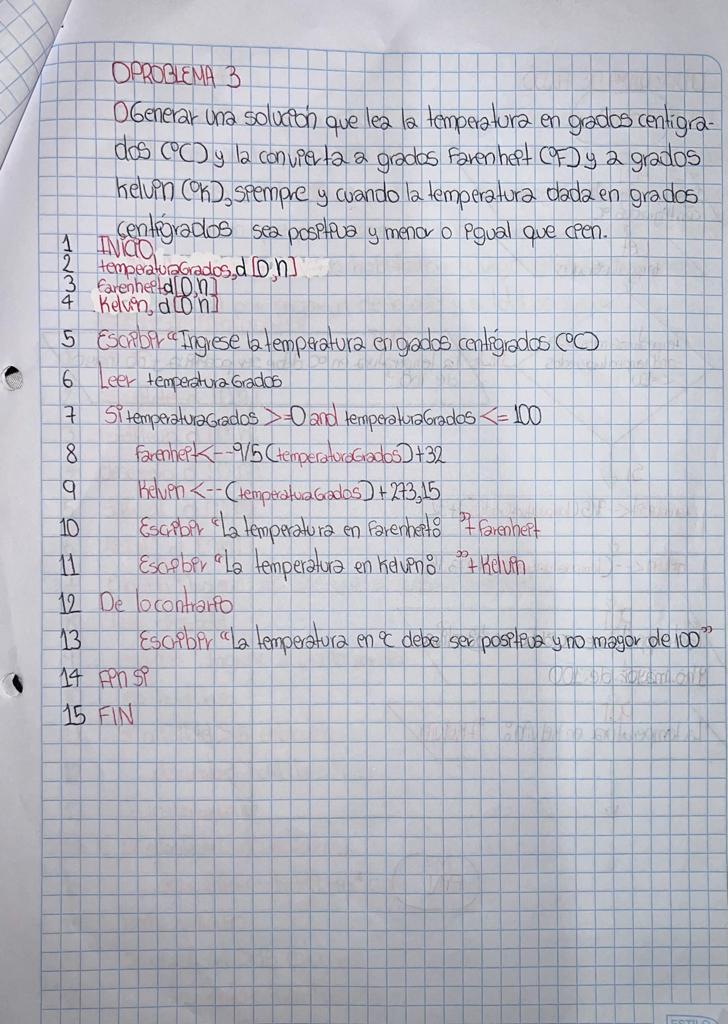 PROBLEMA 3
Generar una solución que lea la temperatura en grados centigra-
dos (°C) y la convierta a grados Farenheit (°F) y a grados
kelvin (°K), siempre y cuando la temperatura dada en grados
centígrados sea positiva y menor o igual que cien.
1 INICIO
2 temperaturaGrados, d [0,n]
3 farenheit d[0,n]
4 Kelvin, d [0,n]
5 Escribir "Ingrese la temperatura en grados centígrados (°C)
6 Leer temperaturaGrados
7 Si temperaturaGrados >=0 and temperaturaGrados <= 100
8 farenheit <-- 9/5 (temperaturaGrados) + 32
9 Kelvin <-- (temperaturaGrados) + 273,15
10 Escribir "La temperatura en Farenheit: " + farenheit
11 Escribir "La temperatura en Kelvin: " + Kelvin
12 De lo contrario
13 Escribir "La temperatura en °C debe ser positiva y no mayor de 100"
14 Fin si
15 FIN